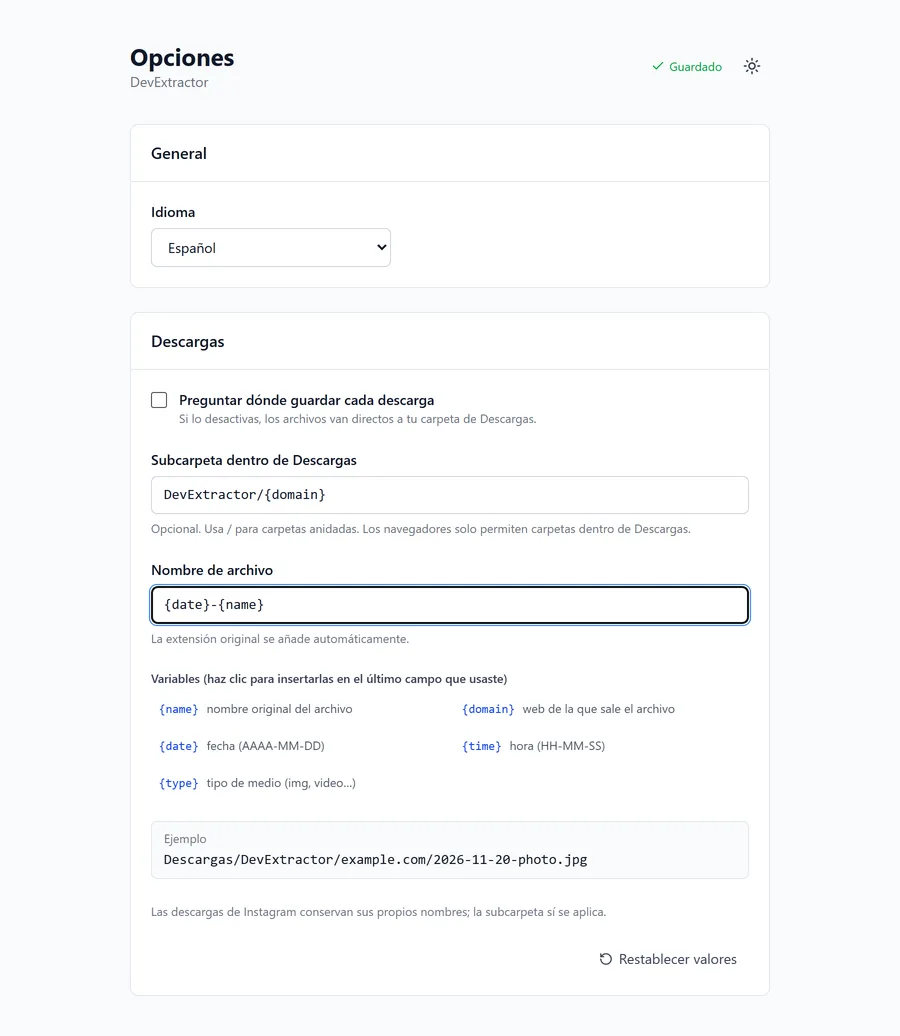 Opciones
DevExtractor
Guardado
General
Idioma
Español
Descargas
Preguntar dónde guardar cada descarga
Si lo desactivas, los archivos van directos a tu carpeta de Descargas.
Subcarpeta dentro de Descargas
DevExtractor/{domain}
Opcional. Usa / para carpetas anidadas. Los navegadores solo permiten carpetas dentro de Descargas.
Nombre de archivo
{date}-{name}
La extensión original se añade automáticamente.
Variables (haz clic para insertarlas en el último campo que usaste)
{name} nombre original del archivo
{domain} web de la que sale el archivo
{date} fecha (AAAA-MM-DD)
{time} hora (HH-MM-SS)
{type} tipo de medio (img, video...)
Ejemplo
Descargas/DevExtractor/example.com/2026-11-20-photo.jpg
Las descargas de Instagram conservan sus propios nombres; la subcarpeta sí se aplica.
Restablecer valores